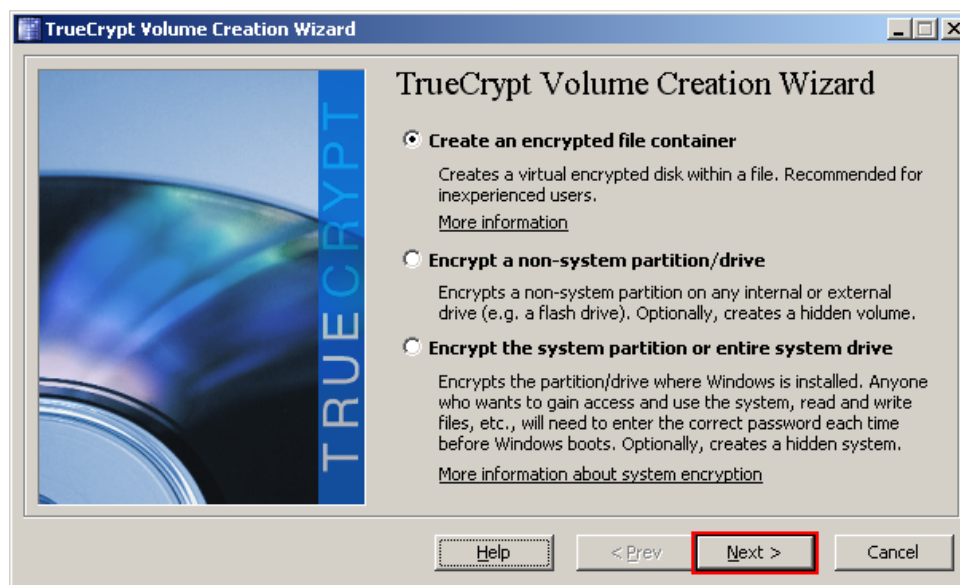 TrueCrypt Volume Creation Wizard
TRUECRYPT
TrueCrypt Volume Creation Wizard
Create an encrypted file container
Creates a virtual encrypted disk within a file. Recommended for
inexperienced users.
More information
Encrypt a non-system partition/drive
Encrypts a non-system partition on any internal or external
drive (e.g. a flash drive). Optionally, creates a hidden volume.
Encrypt the system partition or entire system drive
Encrypts the partition/drive where Windows is installed. Anyone
who wants to gain access and use the system, read and write
files, etc., will need to enter the correct password each time
before Windows boots. Optionally, creates a hidden system.
More information about system encryption
Help
< Prev
Next >
Cancel